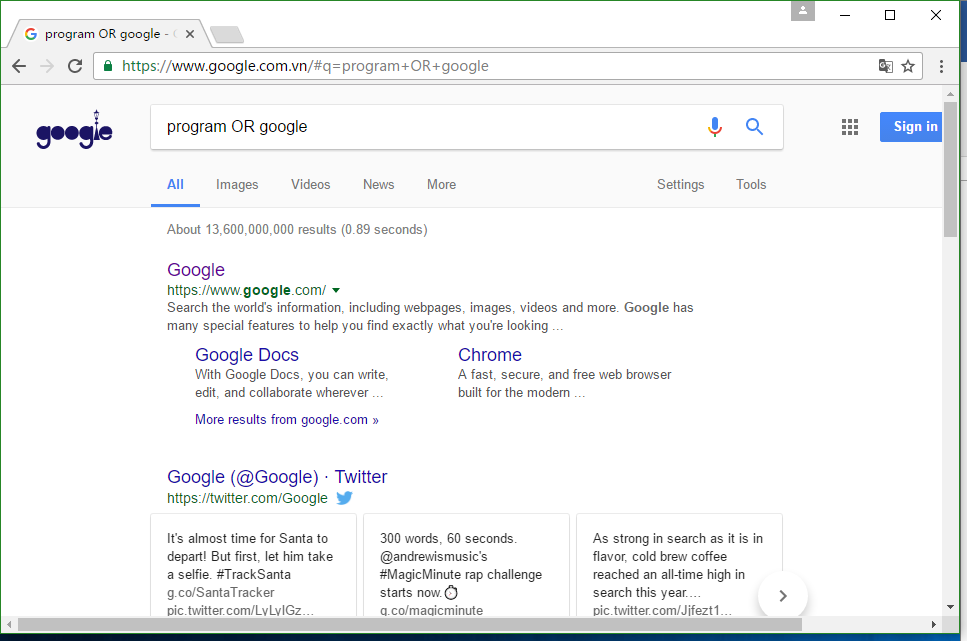 program OR google -
https://www.google.com.vn/#q=program+OR+google
google
program OR google
Sign in
All Images Videos News More Settings Tools
About 13,600,000,000 results (0.89 seconds)
Google
https://www.google.com/
Search the world's information, including webpages, images, videos and more. Google has
many special features to help you find exactly what you're looking ...
Google Docs
With Google Docs, you can write,
edit, and collaborate wherever ...
Chrome
A fast, secure, and free web browser
built for the modern ...
More results from google.com »
Google (@Google) · Twitter
https://twitter.com/Google
It's almost time for Santa to
depart! But first, let him take
a selfie. #TrackSanta
g.co/SantaTracker
pic.twitter.com/LyLyIGz...
300 words, 60 seconds.
@andrewismusic's
#MagicMinute rap challenge
starts now.⏱
g.co/magicminute
As strong in search as it is in
flavor, cold brew coffee
reached an all-time high in
search this year....
pic.twitter.com/Jjfezt1...